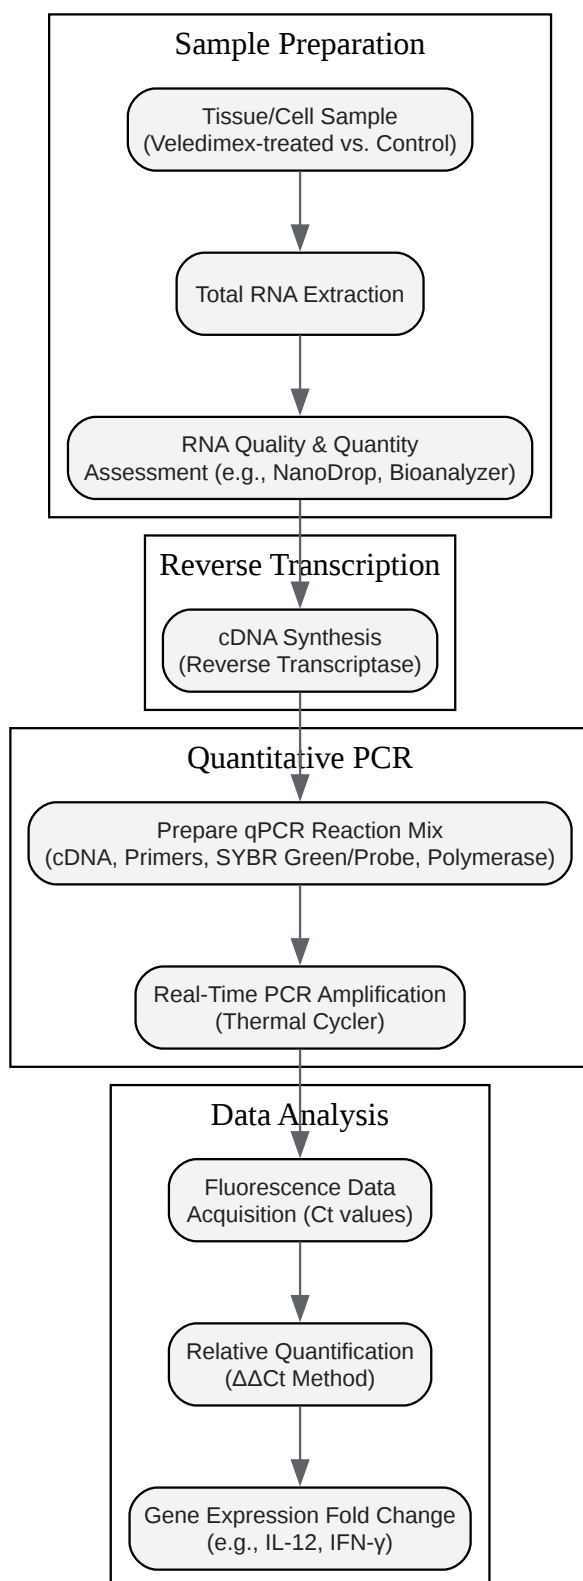 Sample Preparation
Tissue/Cell Sample
(Veledimex-treated vs. Control)
Total RNA Extraction
RNA Quality & Quantity
Assessment (e.g., NanoDrop, Bioanalyzer)
Reverse Transcription
cDNA Synthesis
(Reverse Transcriptase)
Quantitative PCR
Prepare qPCR Reaction Mix
(cDNA, Primers, SYBR Green/Probe, Polymerase)
Real-Time PCR Amplification
(Thermal Cycler)
Data Analysis
Fluorescence Data
Acquisition (Ct values)
Relative Quantification
(ΔΔCt Method)
Gene Expression Fold Change
(e.g., IL-12, IFN-γ)